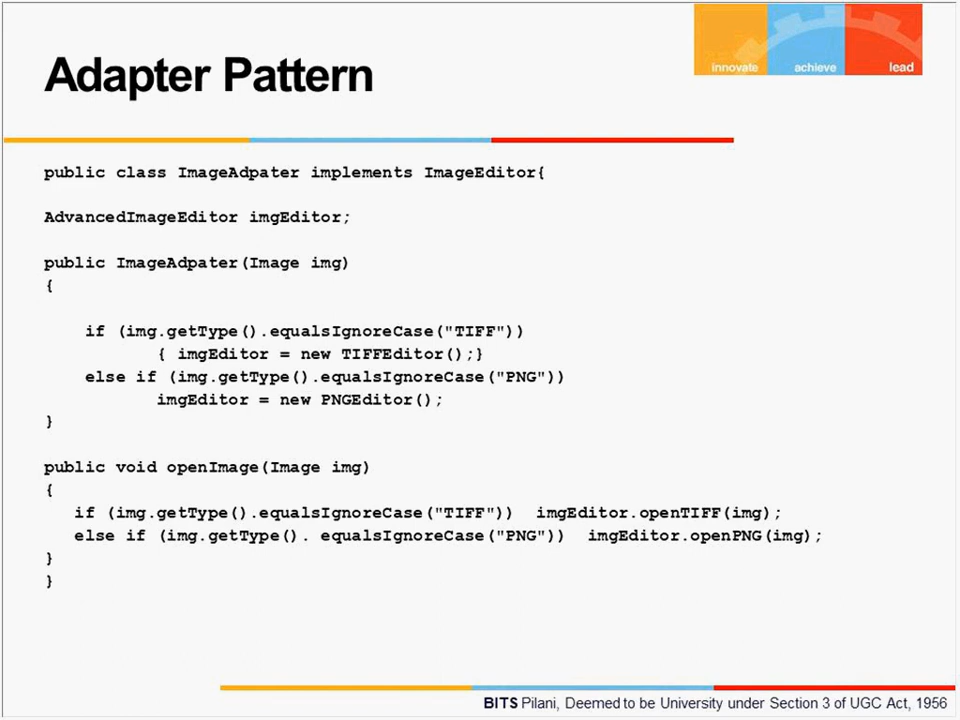 innovate achieve lead
Adapter Pattern
public class ImageAdpater implements ImageEditor{
AdvancedImageEditor imgEditor;
public ImageAdpater(Image img)
{
if (img.getType().equalsIgnoreCase("TIFF"))
{ imgEditor = new TIFFEditor();}
else if (img.getType().equalsIgnoreCase("PNG"))
imgEditor = new PNGEditor();
}
public void openImage(Image img)
{
if (img.getType().equalsIgnoreCase("TIFF")) imgEditor.openTIFF(img);
else if (img.getType(). equalsIgnoreCase("PNG")) imgEditor.openPNG(img);
}
}
BITS Pilani, Deemed to be University under Section 3 of UGC Act, 1956